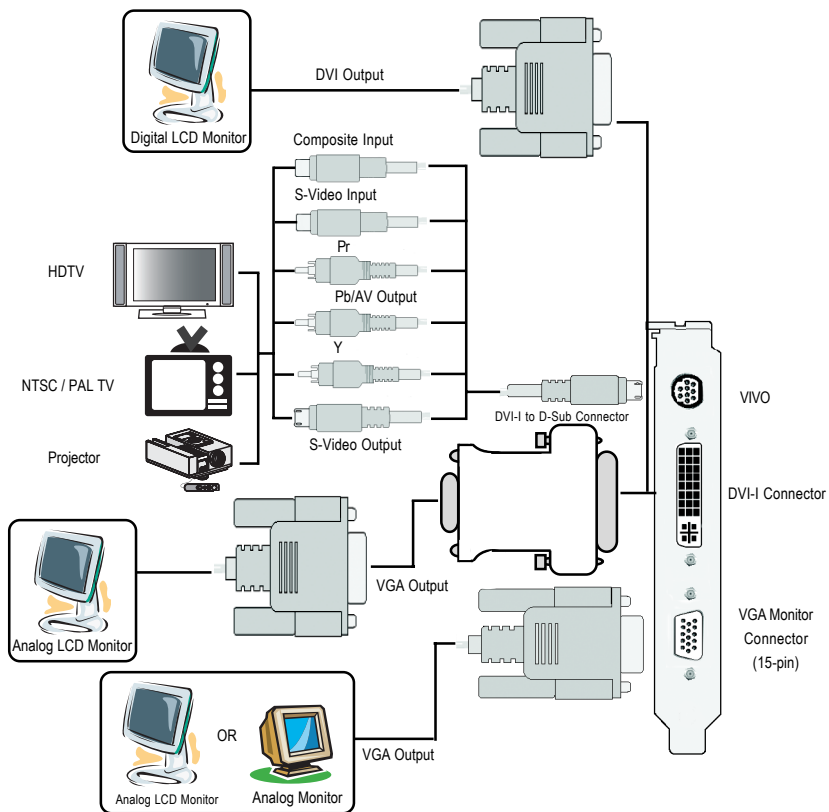 DVI Output
Digital LCD Monitor
Composite Input
S-Video Input
Pr
HDTV
Pb/AV Output
Y
NTSC / PAL TV
VIVO
DVI-I to D-Sub Connector
S-Video Output
Projector
DVI-I Connector
VGA Output
Analog LCD Monitor
VGA Monitor
Connector
(15-pin)
OR
VGA Output
Analog LCD Monitor
Analog Monitor